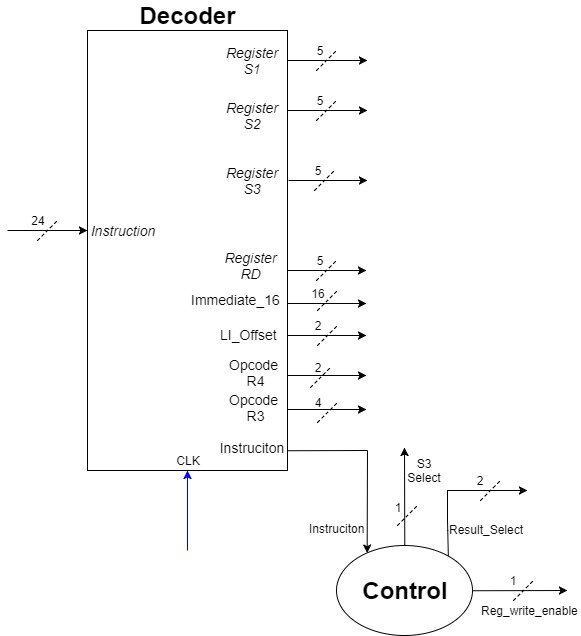 Decoder
Register
S1
5
Register
S2
5
Register
S3
5
24
Instruction
Register
RD
5
Immediate_16
16
LI_Offset
2
Opcode
R4
2
Opcode
R3
4
Instruciton
CLK
S3
Select
2
1
Instruciton
Result_Select
Control
1
Reg_write_enable